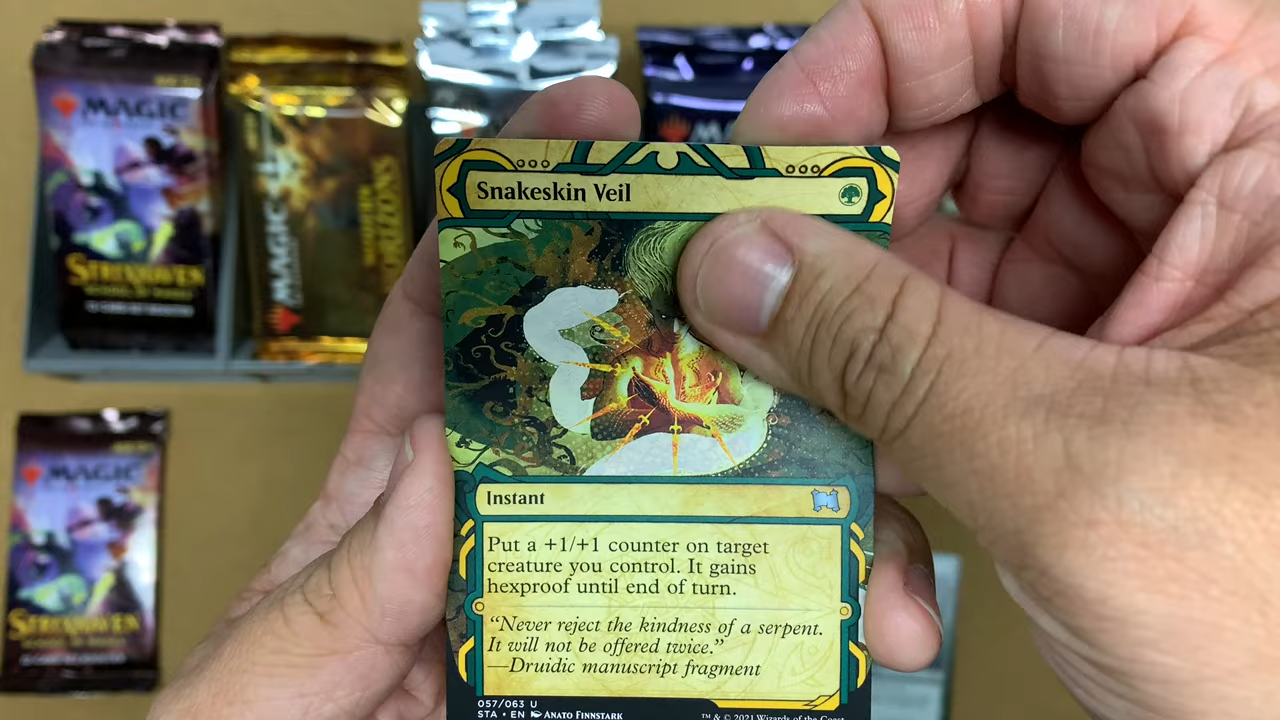 MAGIC
STRIXHAVEN
MAGIC
HORIZONS
M
Snakeskin Veil
MAGIC
STRIXHAVEN
Instant
Put a +1/+1 counter on target
creature you control. It gains
hexproof until end of turn.
“Never reject the kindness of a serpent.
It will not be offered twice.”
—Druidic manuscript fragment
057/063 U
STA • EN ANATO FINNSTARK
™ & © 2021 Wizards of the Coast